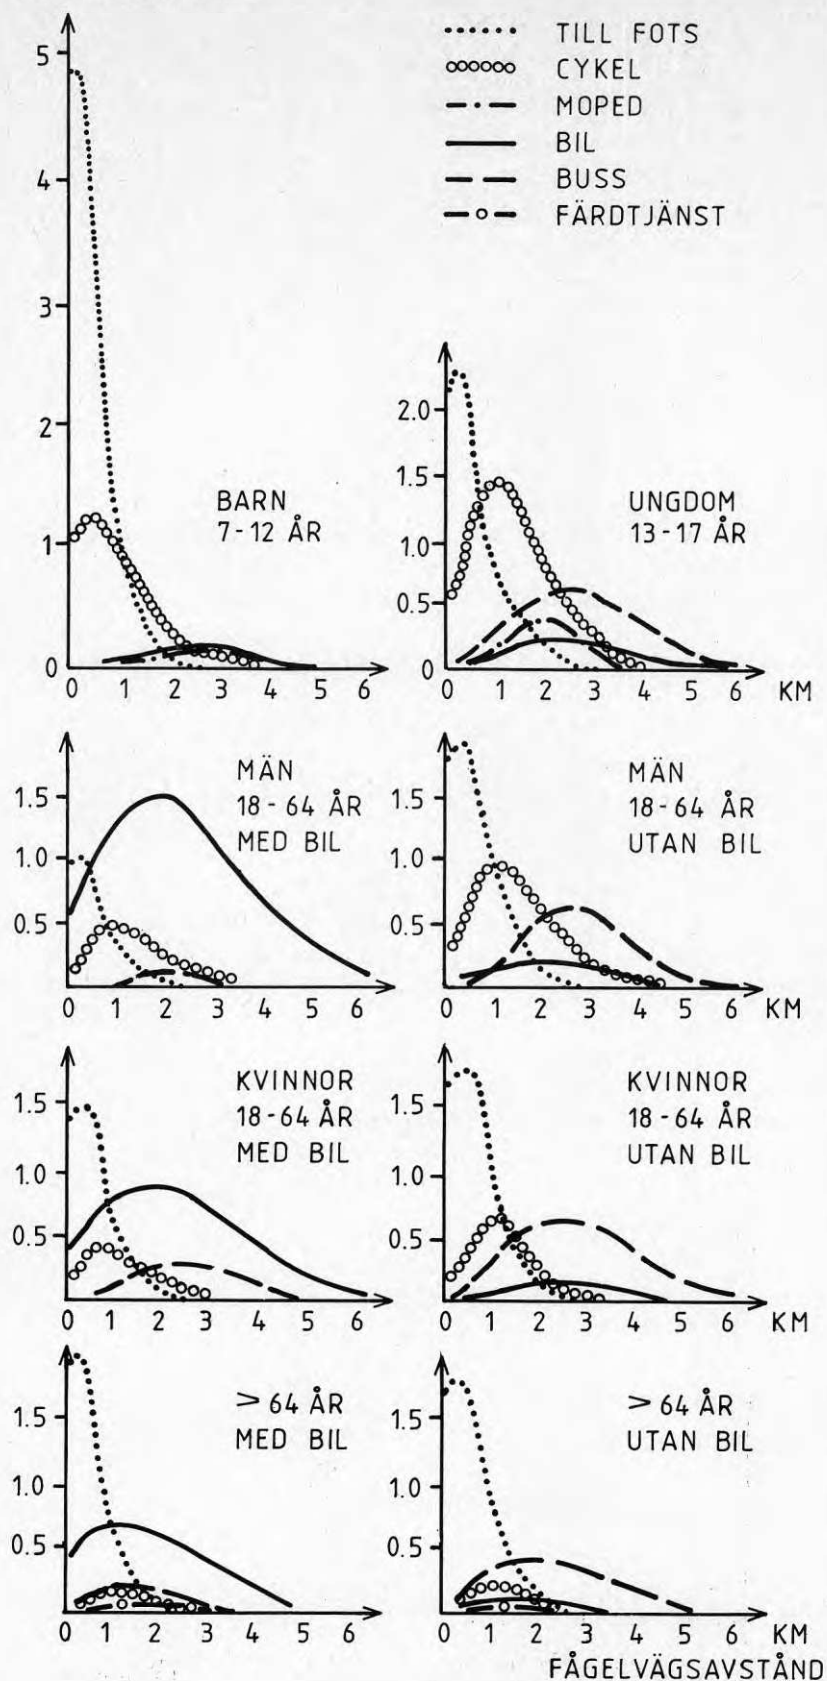 TILL FOTS
CYKEL
MOPED
BIL
BUSS
FÄRDTJÄNST
5
4
3
2
1
0
BARN
7-12 ÅR
0 1 2 3 4 5 6
2.0
1.5
1.0
0.5
0
UNGDOM
13-17 ÅR
0 1 2 3 4 5 6 KM
1.5
1.0
0.5
MÄN
18-64 ÅR
MED BIL
0 1 2 3 4 5 6
1.5
1.0
0.5
MÄN
18-64 ÅR
UTAN BIL
0 1 2 3 4 5 6 KM
1.5
1.0
0.5
KVINNOR
18-64 ÅR
MED BIL
0 1 2 3 4 5 6
1.5
1.0
0.5
KVINNOR
18-64 ÅR
UTAN BIL
0 1 2 3 4 5 6 KM
1.5
1.0
0.5
> 64 ÅR
MED BIL
0 1 2 3 4 5 6
1.5
1.0
0.5
> 64 ÅR
UTAN BIL
0 1 2 3 4 5 6 KM
FÅGELVÄGSAVSTÅND